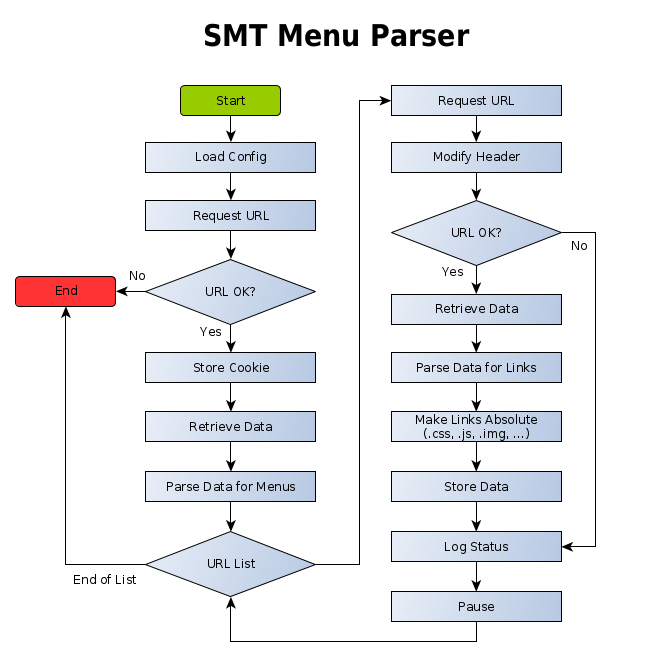 SMT Menu Parser
Start
Load Config
Request URL
URL OK?
No
End
Yes
Store Cookie
Retrieve Data
Parse Data for Menus
URL List
End of List
Request URL
Modify Header
URL OK?
No
Yes
Retrieve Data
Parse Data for Links
Make Links Absolute
(.css, .js, .img, ...)
Store Data
Log Status
Pause